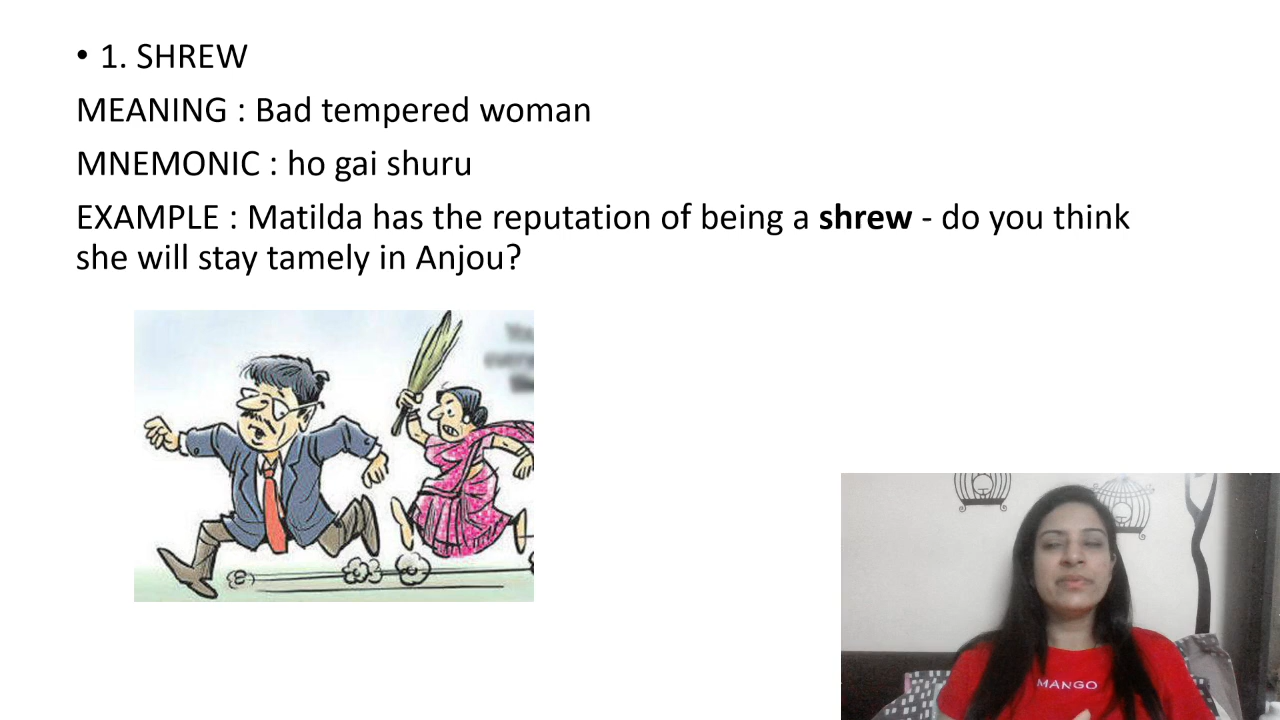 • 1. SHREW
MEANING : Bad tempered woman
MNEMONIC : ho gai shuru
EXAMPLE : Matilda has the reputation of being a shrew - do you think
she will stay tamely in Anjou?
MANGO